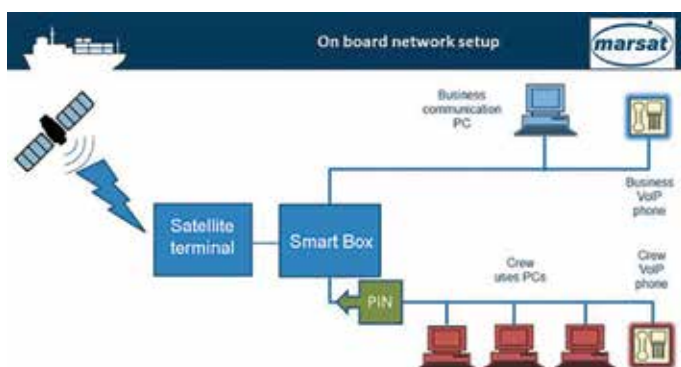 On board network setup
marsat
Business
communication
PC
Business
VoIP
phone
Satellite
terminal
Smart Box
PIN
Crew
uses PCs
Crew
VoIP
phone